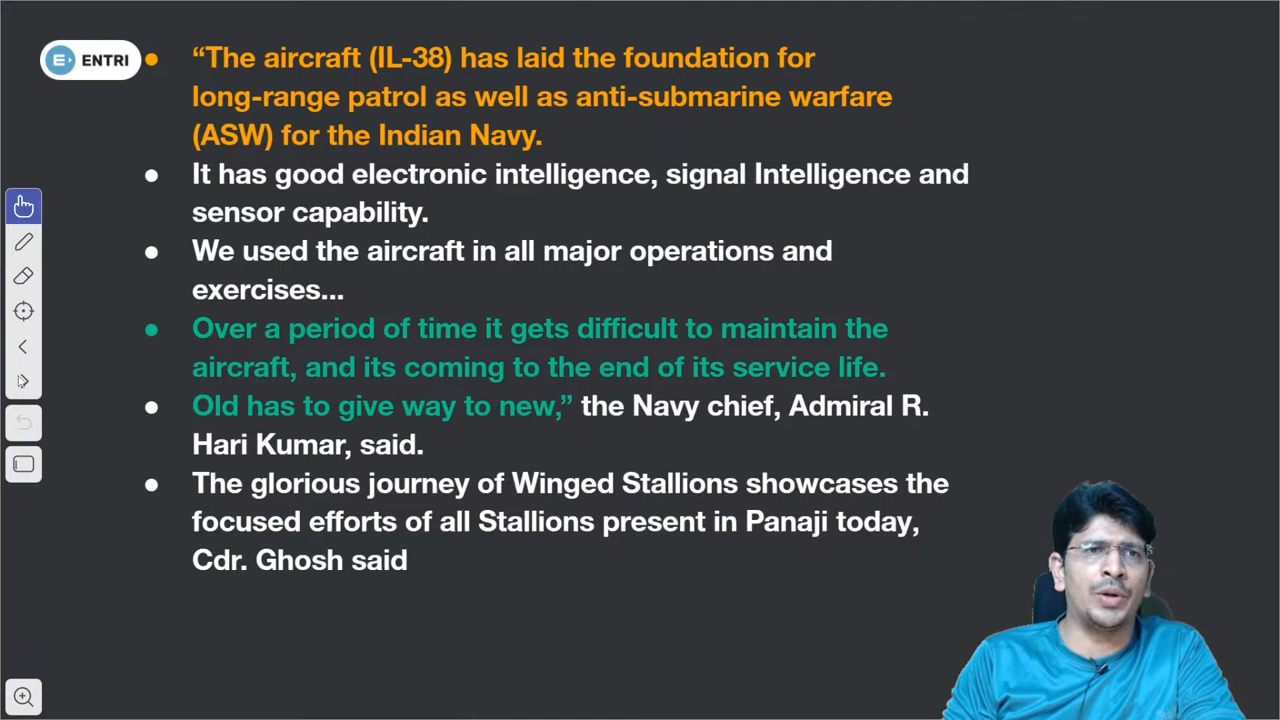 ENTRI
“The aircraft (IL-38) has laid the foundation for
long-range patrol as well as anti-submarine warfare
(ASW) for the Indian Navy.
It has good electronic intelligence, signal Intelligence and
sensor capability.
We used the aircraft in all major operations and
exercises...
Over a period of time it gets difficult to maintain the
aircraft, and its coming to the end of its service life.
Old has to give way to new,” the Navy chief, Admiral R.
Hari Kumar, said.
The glorious journey of Winged Stallions showcases the
focused efforts of all Stallions present in Panaji today,
Cdr. Ghosh said